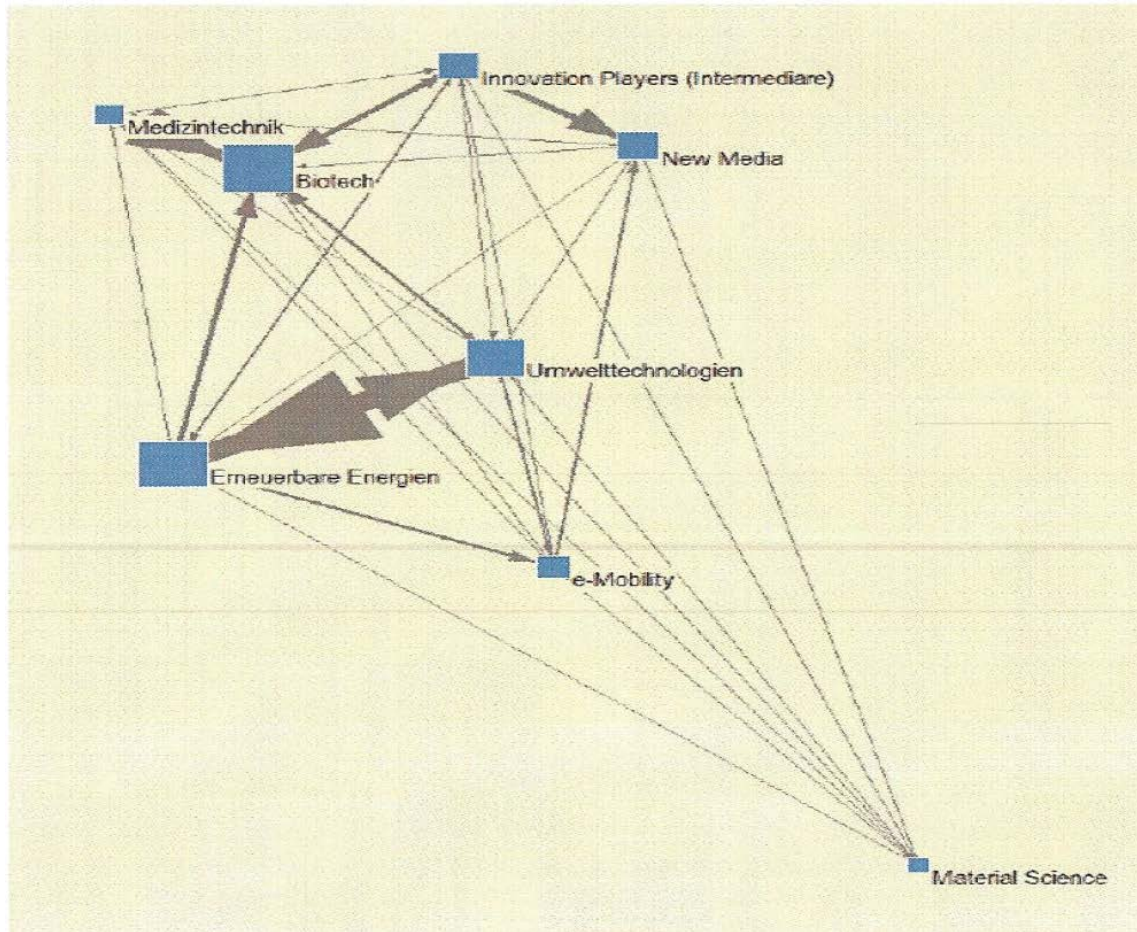 Innovation Players (Intermediare)
Medizintechnik
New Media
Biotech
Umwelttechnologien
Erneuerbare Energien
e-Mobility
Material Science